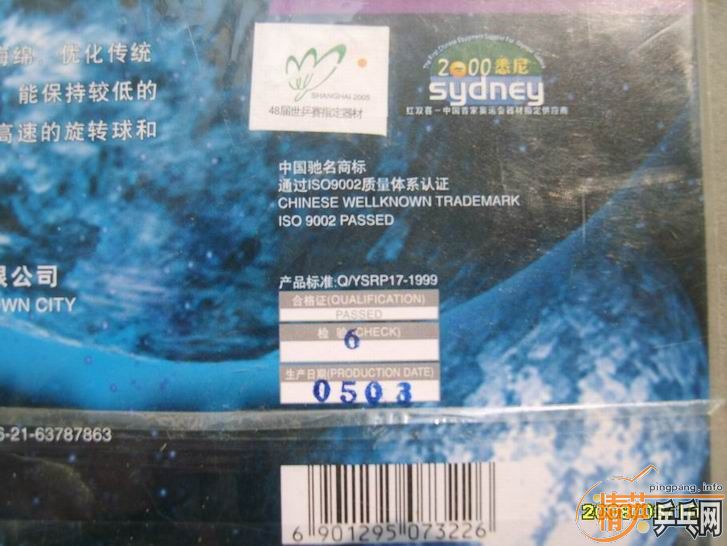 海绵，优化传统
能保持较低的
高速的旋转球和
SHANGHAI 2005
48届世乒赛指定器材
2000悉尼
sydney
红双喜－中国首家奥运会器材指定供应商
中国驰名商标
通过ISO9002质量体系认证
CHINESE WELLKNOWN TRADEMARK
ISO 9002 PASSED
限公司
OWN CITY
产品标准:Q/YSRP17-1999
合格证(QUALIFICATION)
PASSED
检 验(CHECK)
6
生产日期(PRODUCTION DATE)
0503
6-21-63787863
6 901295 073226
pingpang.info
精英
乒乓网